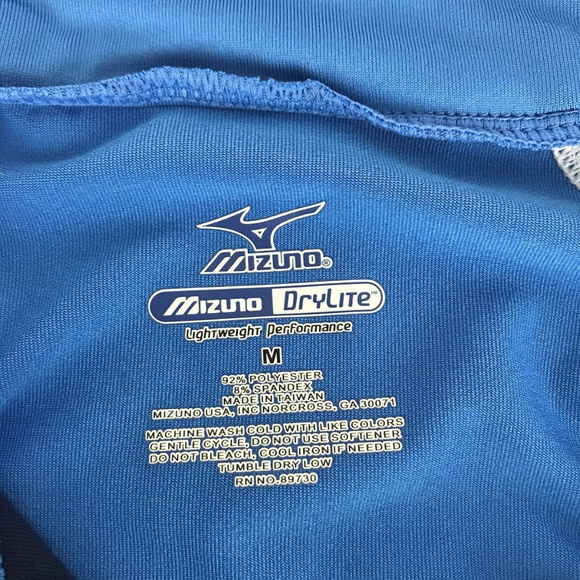 Mizuno®
Mizuno DryLite™
Lightweight Performance
M
92% POLYESTER
8% SPANDEX
MADE IN TAIWAN
MIZUNO USA, INC NORCROSS, GA 30071
MACHINE WASH COLD WITH LIKE COLORS
GENTLE CYCLE, DO NOT USE SOFTENER
DO NOT BLEACH, COOL IRON IF NEEDED
TUMBLE DRY LOW
RN NO.89730